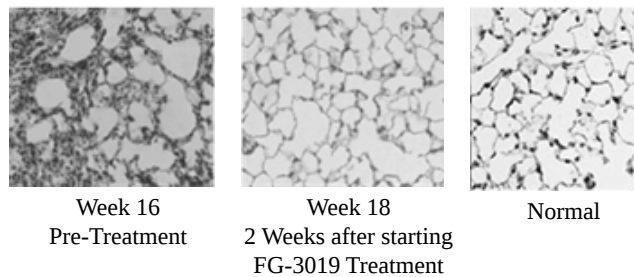 Week 16
Pre-Treatment
Week 18
2 Weeks after starting
FG-3019 Treatment
Normal